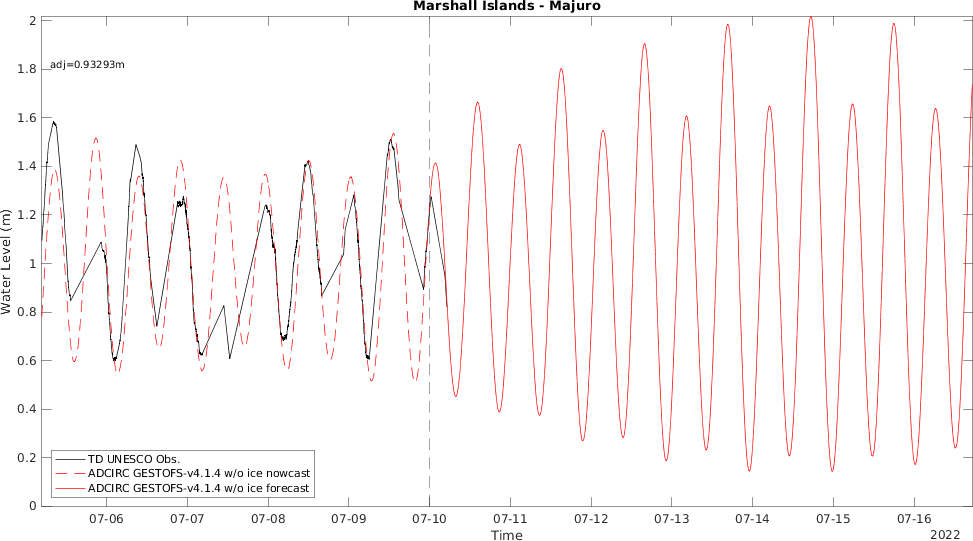 Marshall Islands - Majuro
adj=0.93293m
2
1.8
1.6
1.4
1.2
1
0.8
0.6
0.4
0.2
0
Water Level (m)
TD UNESCO Obs.
ADCIRC GESTOFS-v4.1.4 w/o ice nowcast
ADCIRC GESTOFS-v4.1.4 w/o ice forecast
07-06 07-07 07-08 07-09 07-10 07-11 07-12 07-13 07-14 07-15 07-16
Time
2022